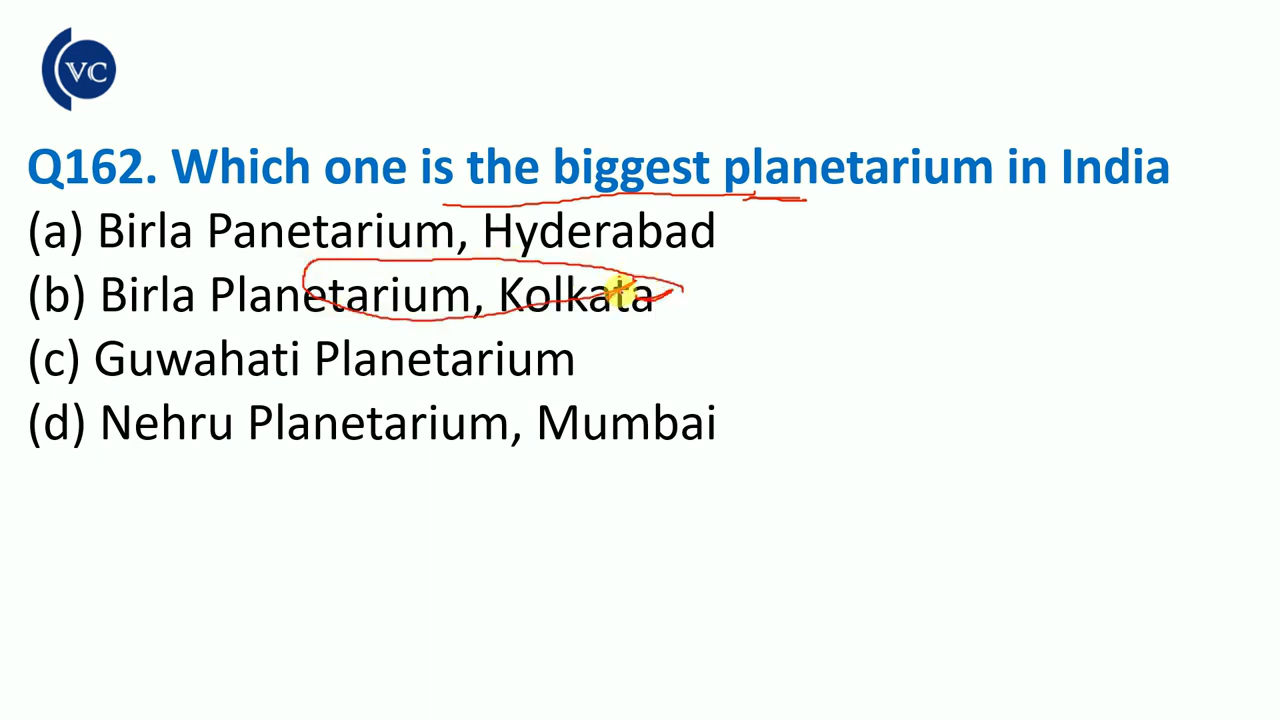 VC
Q162. Which one is the biggest planetarium in India
(a) Birla Panetarium, Hyderabad
(b) Birla Planetarium, Kolkata
(c) Guwahati Planetarium
(d) Nehru Planetarium, Mumbai